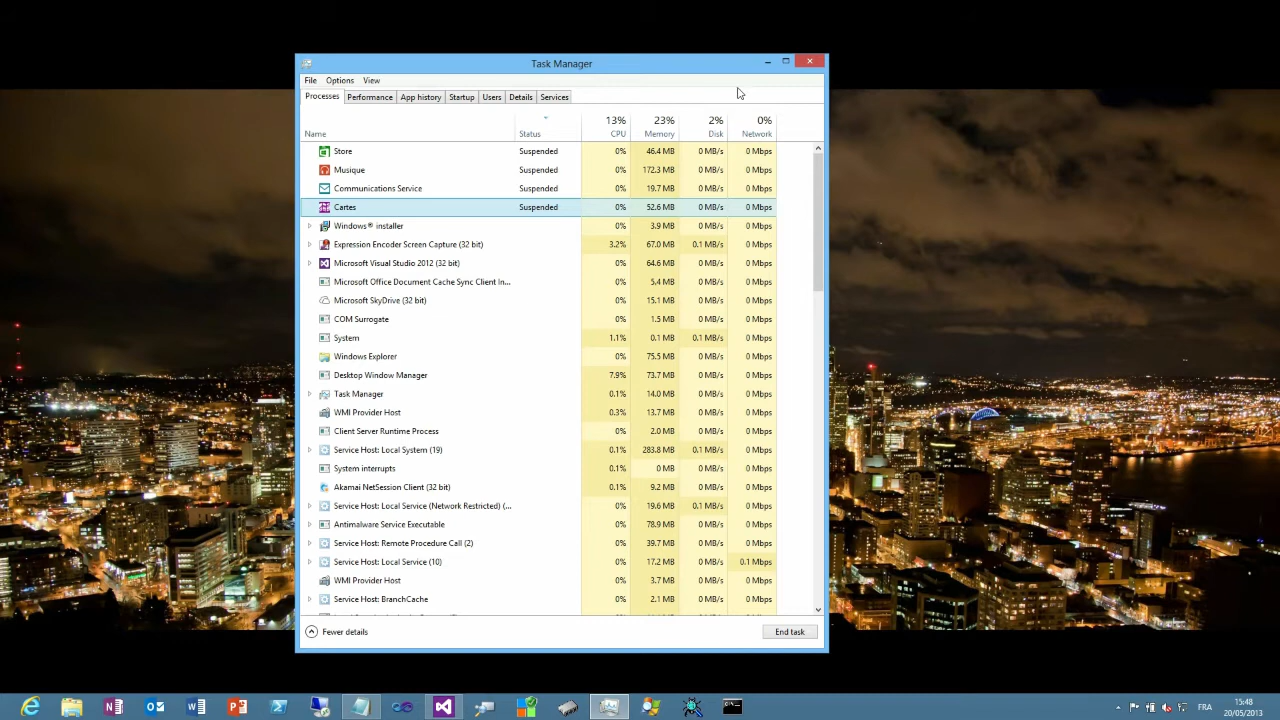 Task Manager
File Options View
Processes Performance App history Startup Users Details Services
13% 23% 2% 0%
Name Status CPU Memory Disk Network
Store Suspended 0% 46.4 MB 0 MB/s 0 Mbps
Musique Suspended 0% 172.3 MB 0 MB/s 0 Mbps
Communications Service Suspended 0% 19.7 MB 0 MB/s 0 Mbps
Cartes Suspended 0% 52.6 MB 0 MB/s 0 Mbps
Windows® installer 0% 3.9 MB 0 MB/s 0 Mbps
Expression Encoder Screen Capture (32 bit) 3.2% 67.0 MB 0.1 MB/s 0 Mbps
Microsoft Visual Studio 2012 (32 bit) 0% 64.6 MB 0 MB/s 0 Mbps
Microsoft Office Document Cache Sync Client In... 0% 5.4 MB 0 MB/s 0 Mbps
Microsoft SkyDrive (32 bit) 0% 15.1 MB 0 MB/s 0 Mbps
COM Surrogate 0% 1.5 MB 0 MB/s 0 Mbps
System 1.1% 0.1 MB 0.1 MB/s 0 Mbps
Windows Explorer 0% 75.5 MB 0 MB/s 0 Mbps
Desktop Window Manager 7.9% 73.7 MB 0 MB/s 0 Mbps
Task Manager 0.1% 14.0 MB 0 MB/s 0 Mbps
WMI Provider Host 0.3% 13.7 MB 0 MB/s 0 Mbps
Client Server Runtime Process 0% 2.0 MB 0 MB/s 0 Mbps
Service Host: Local System (19) 0.1% 283.8 MB 0.1 MB/s 0 Mbps
System interrupts 0.1% 0 MB 0 MB/s 0 Mbps
Akamai NetSession Client (32 bit) 0.1% 9.2 MB 0 MB/s 0 Mbps
Service Host: Local Service (Network Restricted) (... 0% 19.6 MB 0.1 MB/s 0 Mbps
Antimalware Service Executable 0% 78.9 MB 0 MB/s 0 Mbps
Service Host: Remote Procedure Call (2) 0% 39.7 MB 0 MB/s 0 Mbps
Service Host: Local Service (10) 0% 17.2 MB 0 MB/s 0.1 Mbps
WMI Provider Host 0% 3.7 MB 0 MB/s 0 Mbps
Service Host: BranchCache 0% 2.1 MB 0 MB/s 0 Mbps
Fewer details End task
FRA 15:48
20/05/2013